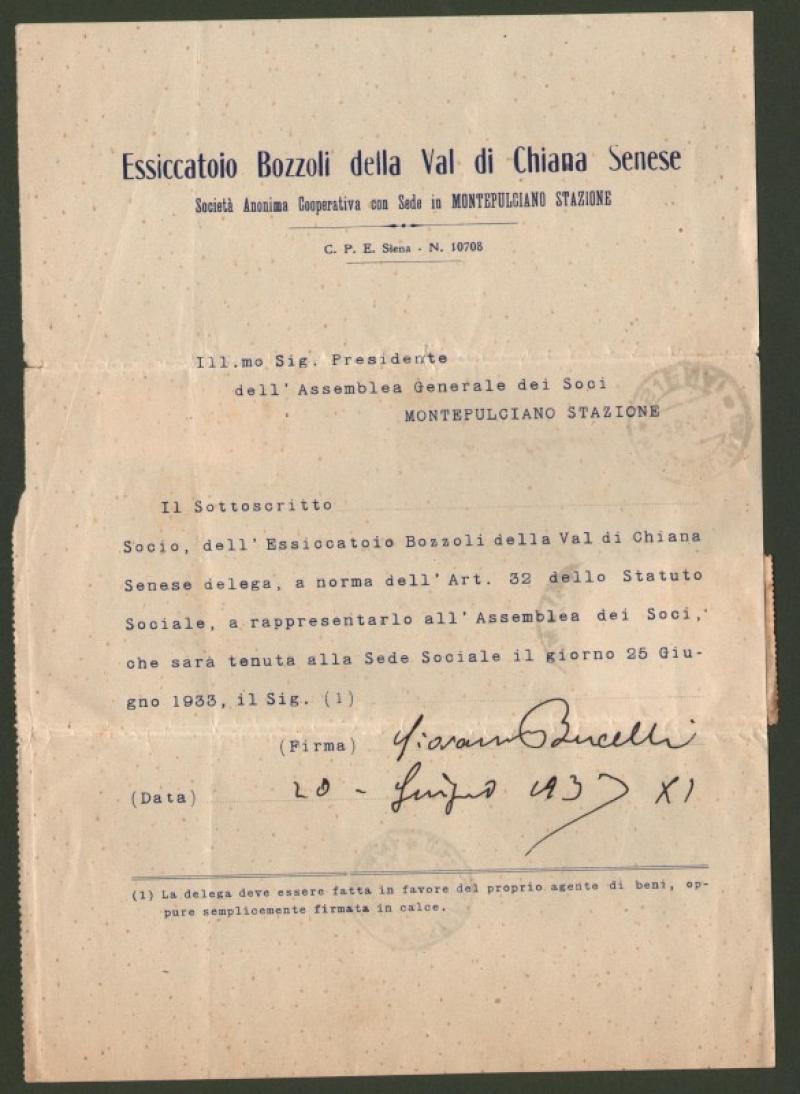 Essiccatoio Bozzoli della Val di Chiana Senese
Società Anonima Cooperativa con Sede in MONTEPULCIANO STAZIONE
C. P. E. Siena - N. 10708
Ill.mo Sig. Presidente
dell'Assemblea Generale dei Soci
MONTEPULCIANO STAZIONE
Il Sottoscritto
Socio, dell'Essiccatoio Bozzoli della Val di Chiana
Senese delega, a norma dell'Art. 32 dello Statuto
Sociale, a rappresentarlo all'Assemblea dei Soci,
che sarà tenuta alla Sede Sociale il giorno 25 Giu-
gno 1933, il Sig. (1)
(Firma) Giovanni Bucelli
(Data) 20 - Giugno 193 XI
(1) La delega deve essere fatta in favore del proprio agente di beni, op-
pure semplicemente firmata in calce.